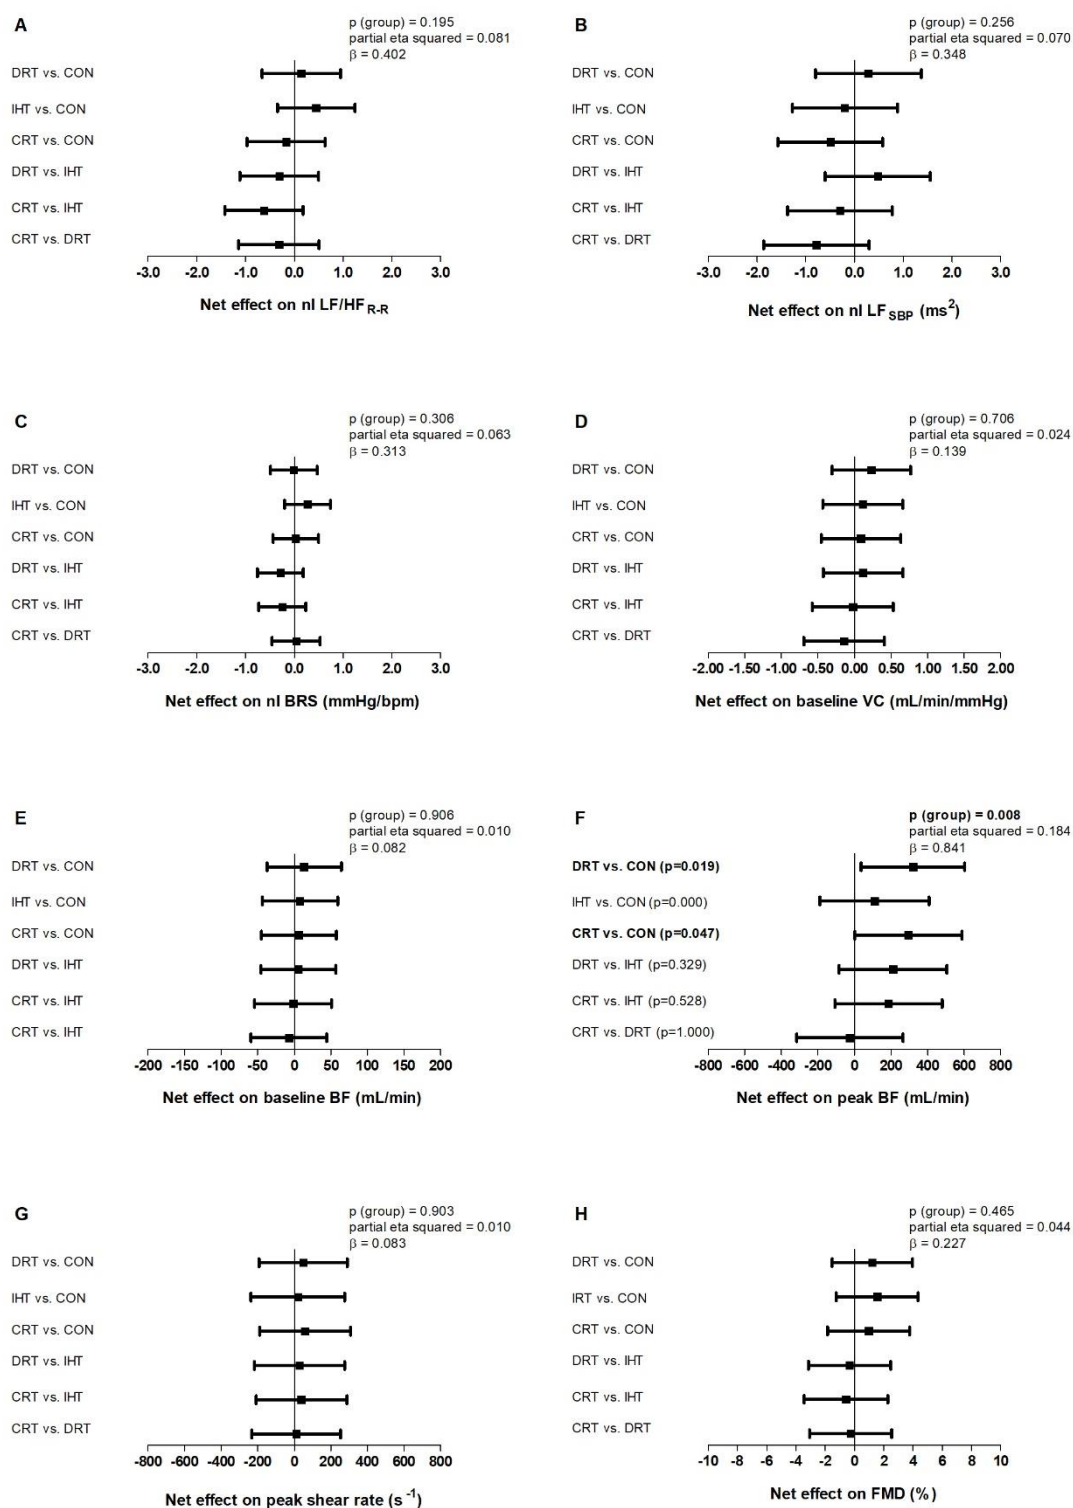 A
p (group) = 0.195
partial eta squared = 0.081
β = 0.402
DRT vs. CON
IHT vs. CON
CRT vs. CON
DRT vs. IHT
CRT vs. IHT
CRT vs. DRT
-3.0 -2.0 -1.0 0.0 1.0 2.0 3.0
Net effect on nl LF/HF R-R
B
p (group) = 0.256
partial eta squared = 0.070
β = 0.348
DRT vs. CON
IHT vs. CON
CRT vs. CON
DRT vs. IHT
CRT vs. IHT
CRT vs. DRT
-3.0 -2.0 -1.0 0.0 1.0 2.0 3.0
Net effect on nl LF SBP (ms²)
C
p (group) = 0.306
partial eta squared = 0.063
β = 0.313
DRT vs. CON
IHT vs. CON
CRT vs. CON
DRT vs. IHT
CRT vs. IHT
CRT vs. DRT
-3.0 -2.0 -1.0 0.0 1.0 2.0 3.0
Net effect on nl BRS (mmHg/bpm)
D
p (group) = 0.706
partial eta squared = 0.024
β = 0.139
DRT vs. CON
IHT vs. CON
CRT vs. CON
DRT vs. IHT
CRT vs. IHT
CRT vs. DRT
-2.00 -1.50 -1.00 -0.50 0.00 0.50 1.00 1.50 2.00
Net effect on baseline VC (mL/min/mmHg)
E
p (group) = 0.906
partial eta squared = 0.010
β = 0.082
DRT vs. CON
IHT vs. CON
CRT vs. CON
DRT vs. IHT
CRT vs. IHT
CRT vs. IHT
-200 -150 -100 -50 0 50 100 150 200
Net effect on baseline BF (mL/min)
F
p (group) = 0.008
partial eta squared = 0.184
β = 0.841
DRT vs. CON (p=0.019)
IHT vs. CON (p=0.000)
CRT vs. CON (p=0.047)
DRT vs. IHT (p=0.329)
CRT vs. IHT (p=0.528)
CRT vs. DRT (p=1.000)
-800 -600 -400 -200 0 200 400 600 800
Net effect on peak BF (mL/min)
G
p (group) = 0.903
partial eta squared = 0.010
β = 0.083
DRT vs. CON
IHT vs. CON
CRT vs. CON
DRT vs. IHT
CRT vs. IHT
CRT vs. DRT
-800 -600 -400 -200 0 200 400 600 800
Net effect on peak shear rate (s⁻¹)
H
p (group) = 0.465
partial eta squared = 0.044
β = 0.227
DRT vs. CON
IRT vs. CON
CRT vs. CON
DRT vs. IHT
CRT vs. IHT
CRT vs. DRT
-10 -8 -6 -4 -2 0 2 4 6 8 10
Net effect on FMD (%)